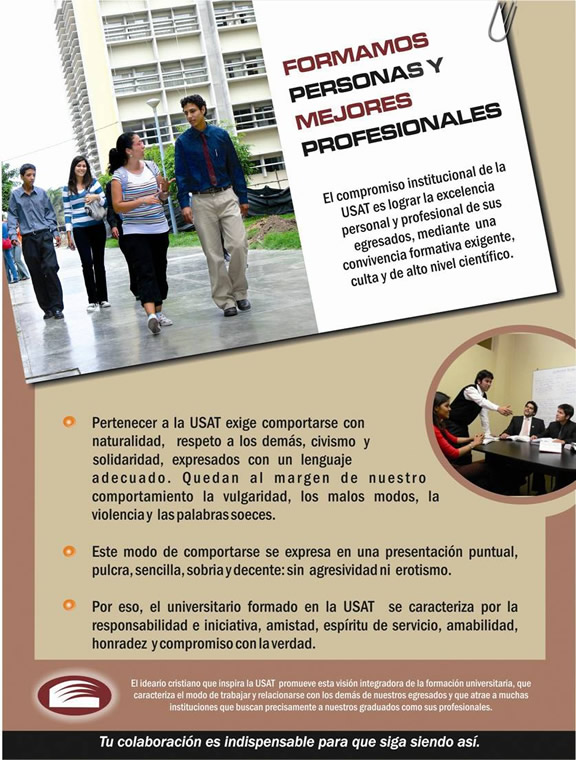 FORMAMOS
PERSONAS Y
MEJORES
PROFESIONALES
El compromiso institucional de la
USAT es lograr la excelencia
personal y profesional de sus
egresados, mediante una
convivencia formativa exigente,
culta y de alto nivel científico.
Pertenecer a la USAT exige comportarse con
naturalidad, respeto a los demás, civismo y
solidaridad, expresados con un lenguaje
adecuado. Quedan al margen de nuestro
comportamiento la vulgaridad, los malos modos, la
violencia y las palabras soeces.
Este modo de comportarse se expresa en una presentación puntual,
pulcra, sencilla, sobria y decente: sin agresividad ni erotismo.
Por eso, el universitario formado en la USAT se caracteriza por la
responsabilidad e iniciativa, amistad, espíritu de servicio, amabilidad,
honradez y compromiso con la verdad.
El ideario cristiano que inspira la USAT promueve esta visión integradora de la formación universitaria, que
caracteriza el modo de trabajar y relacionarse con los demás de nuestros egresados y que atrae a muchas
instituciones que buscan precisamente a nuestros graduados como sus profesionales.
Tu colaboración es indispensable para que siga siendo así.